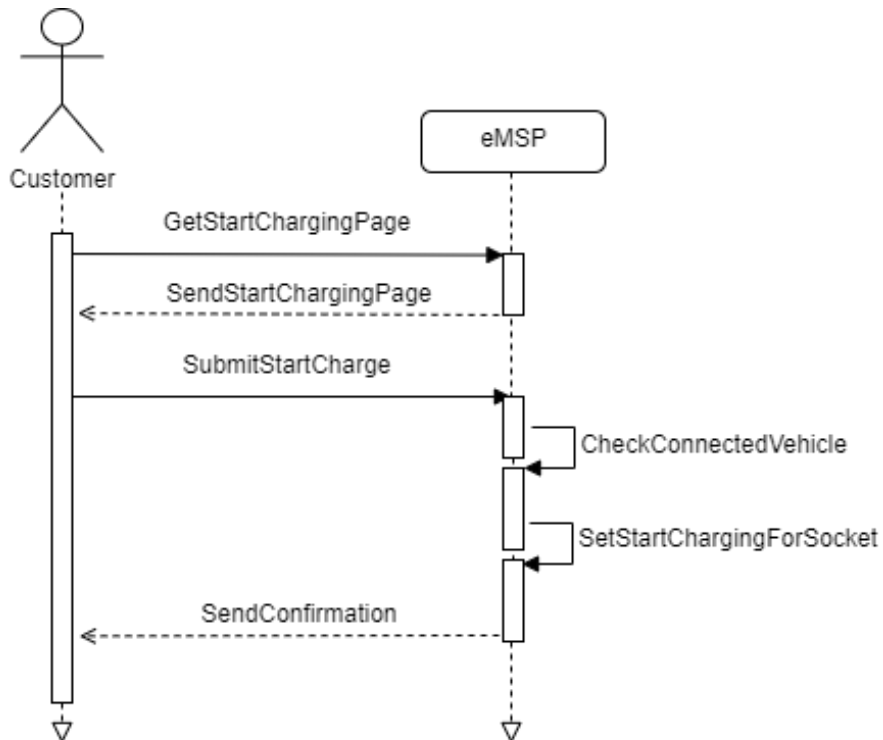 eMSP
Customer
GetStartChargingPage
SendStartChargingPage
SubmitStartCharge
CheckConnectedVehicle
SetStartChargingForSocket
SendConfirmation